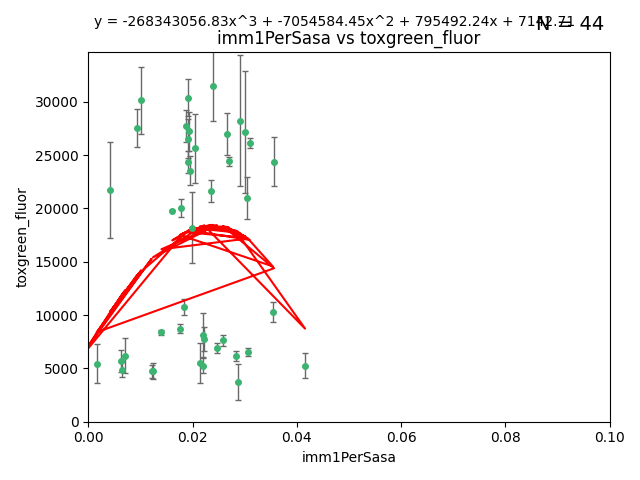 y = -268343056.83x^3 + -7054584.45x^2 + 795492.24x + 7142.71
N = 44
imm1PerSasa vs toxgreen_fluor
30000
25000
20000
15000
10000
5000
0
toxgreen_fluor
0.00 0.02 0.04 0.06 0.08 0.10
imm1PerSasa